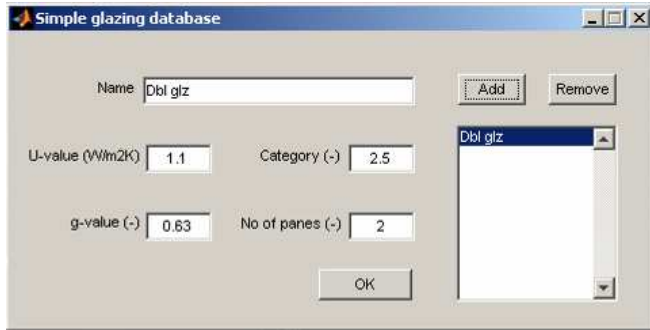 Simple glazing database
Name Dbl glz Add Remove
Dbl glz
U-value (W/m2K) 1.1 Category (-) 2.5
g-value (-) 0.63 No of panes (-) 2
OK